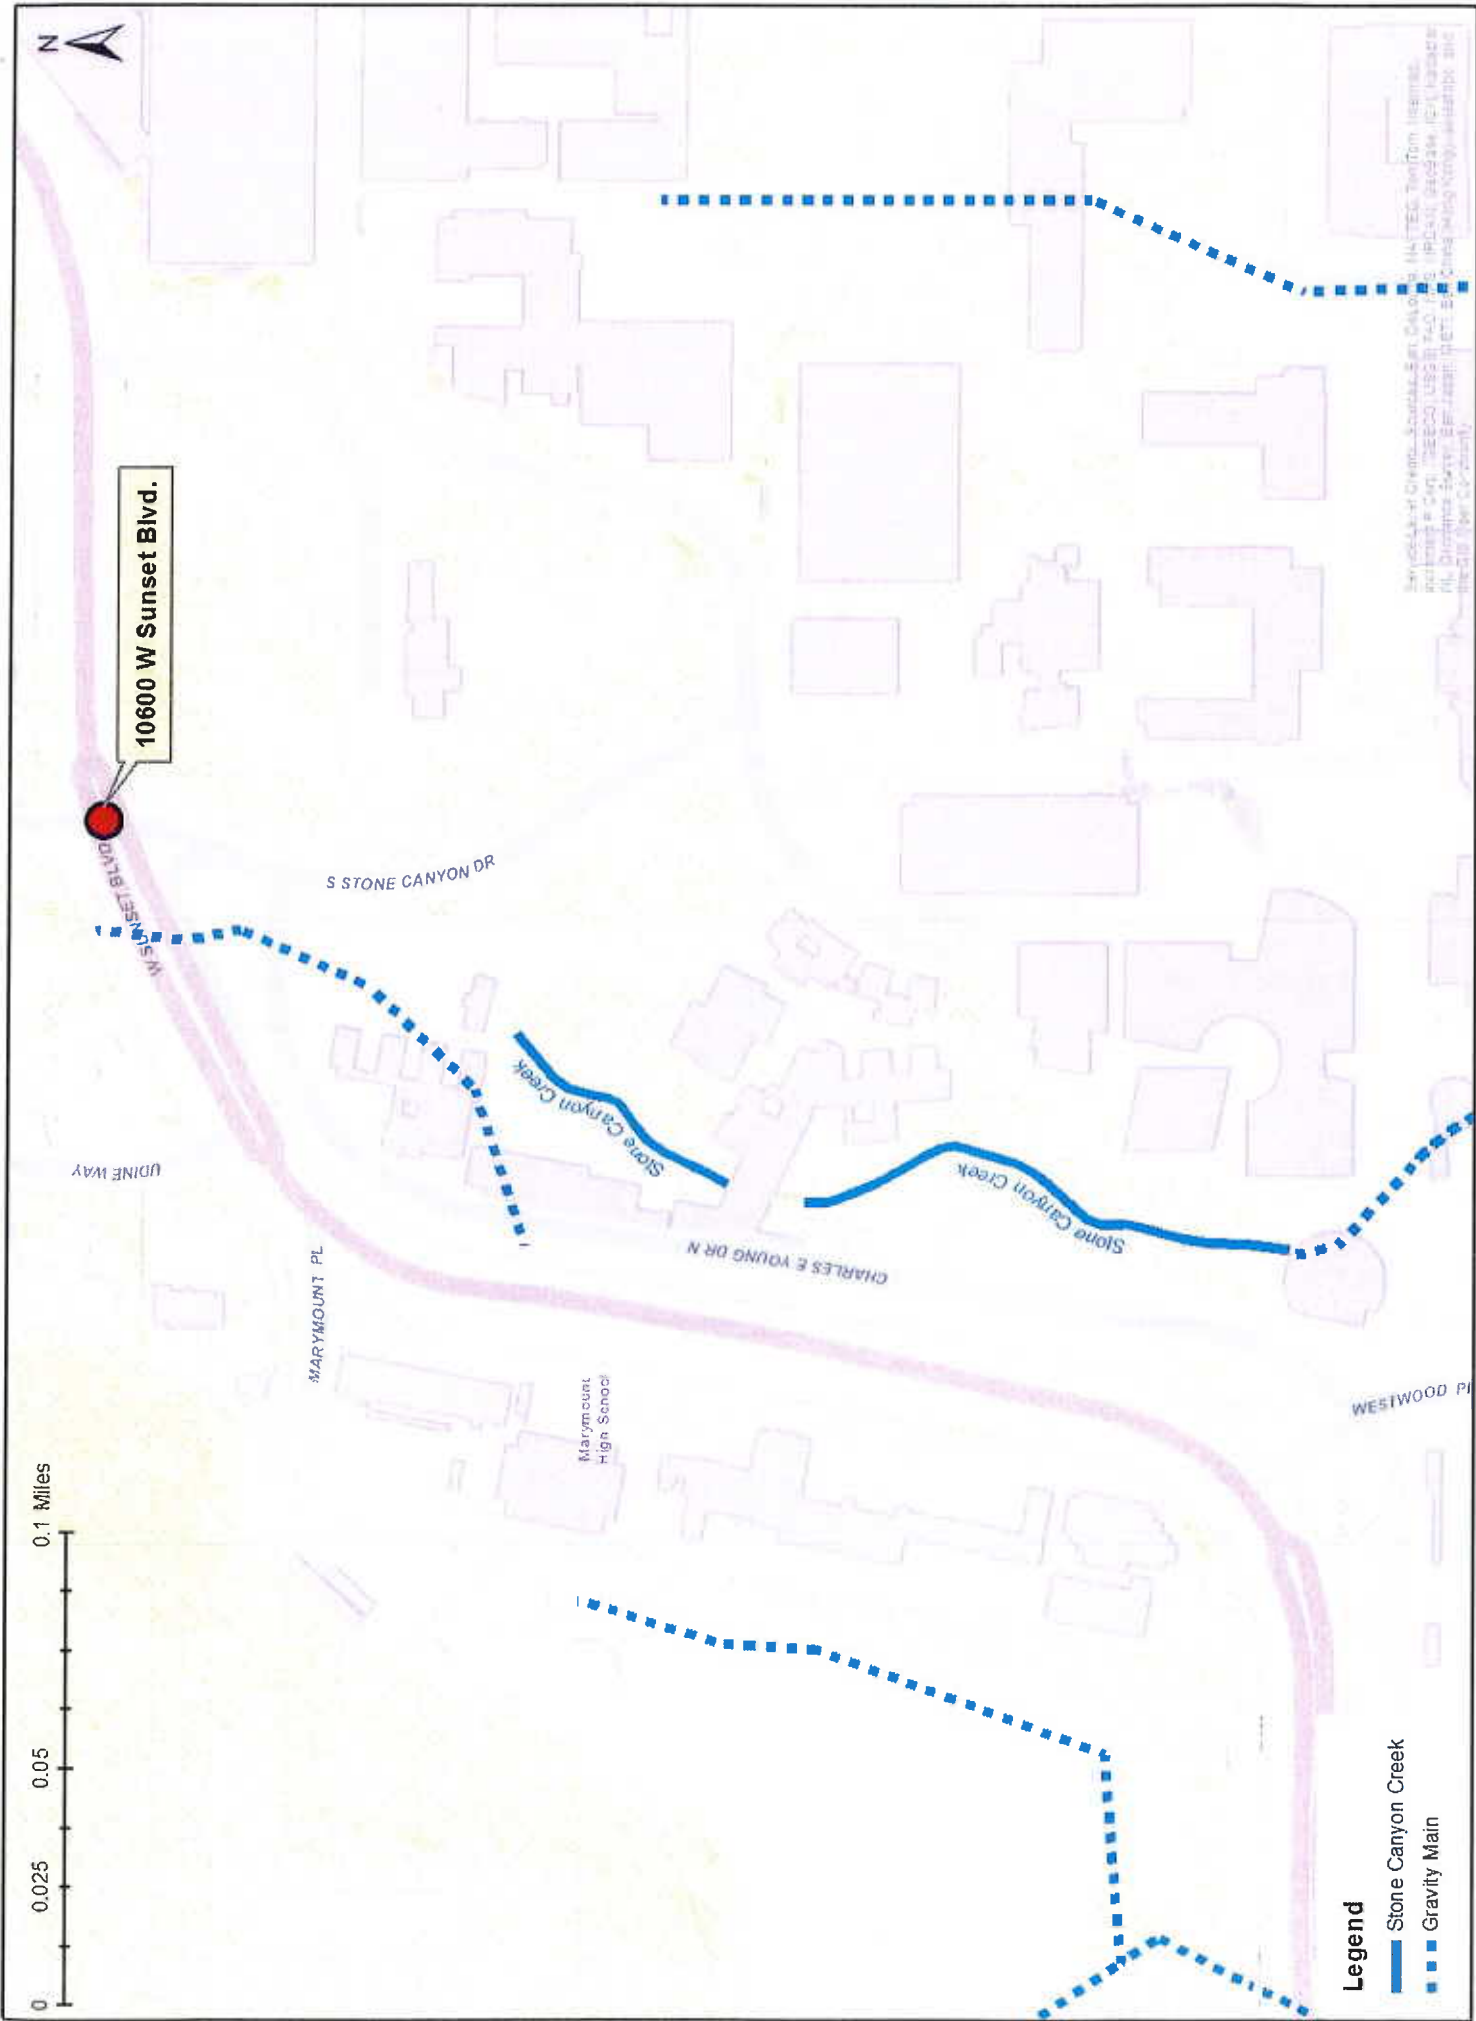 N
0
0.025
0.05
0.1 Miles
10600 W Sunset Blvd.
W SUNSET BLVD
S STONE CANYON DR
UDINE WAY
MARYMOUNT PL
Stone Canyon Creek
CHARLES E YOUNG DR N
Marymount
High School
Stone Canyon Creek
WESTWOOD Pl
Legend
Stone Canyon Creek
Gravity Main